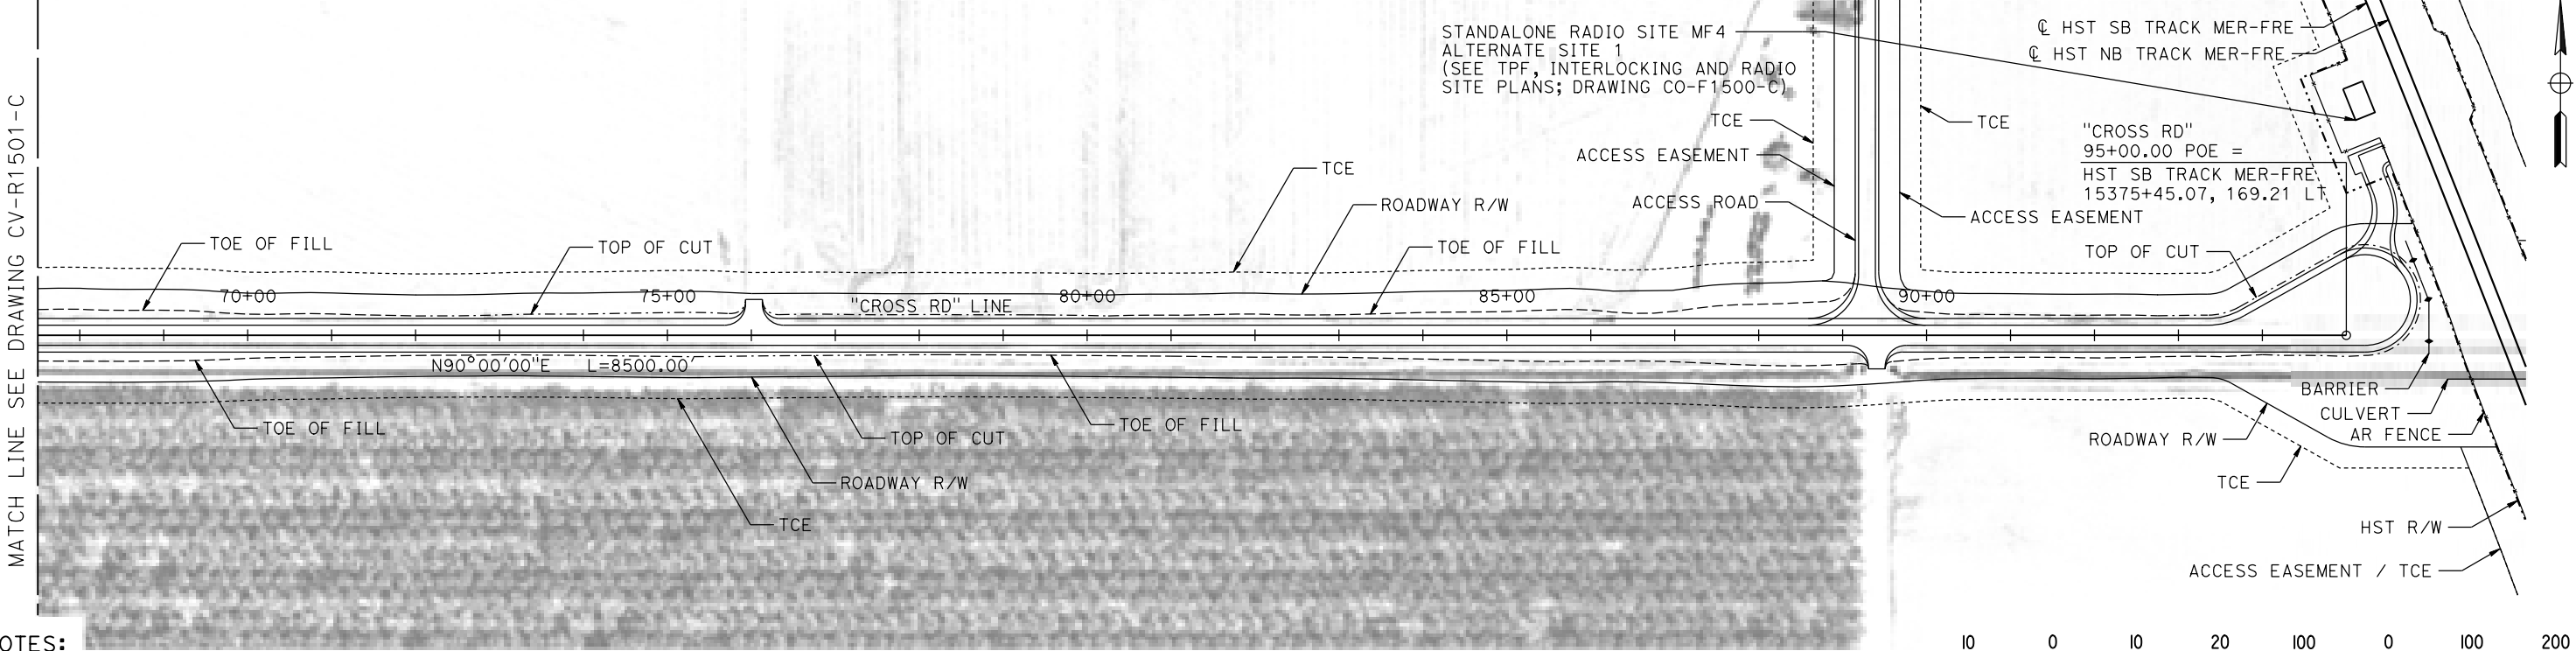 MATCH LINE SEE DRAWING CV-R1501-C
STANDALONE RADIO SITE MF4
ALTERNATE SITE 1
(SEE TPF, INTERLOCKING AND RADIO
SITE PLANS; DRAWING CO-F1500-C)
℄ HST SB TRACK MER-FRE
℄ HST NB TRACK MER-FRE
TCE
TCE
"CROSS RD"
95+00.00 POE =
HST SB TRACK MER-FRE
15375+45.07, 169.21 LT
ACCESS EASEMENT
TCE
ROADWAY R/W
ACCESS ROAD
ACCESS EASEMENT
TOE OF FILL
TOP OF CUT
TOE OF FILL
TOP OF CUT
70+00
75+00
"CROSS RD" LINE
80+00
85+00
90+00
N90°00'00"E L=8500.00'
BARRIER
CULVERT
AR FENCE
TOE OF FILL
TOP OF CUT
TOE OF FILL
ROADWAY R/W
ROADWAY R/W
TCE
TCE
HST R/W
ACCESS EASEMENT / TCE
OTES:
10 0 10 20 100 0 100 200